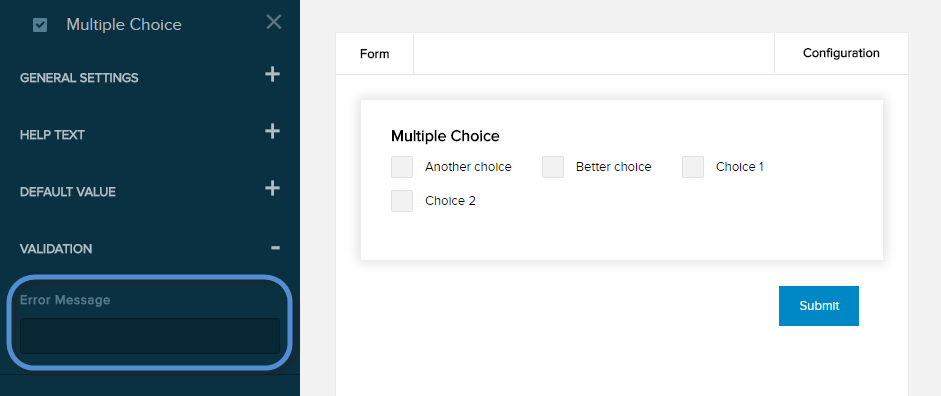 Multiple Choice
GENERAL SETTINGS
HELP TEXT
DEFAULT VALUE
VALIDATION
Error Message
Form
Configuration
Multiple Choice
Another choice Better choice Choice 1
Choice 2
Submit